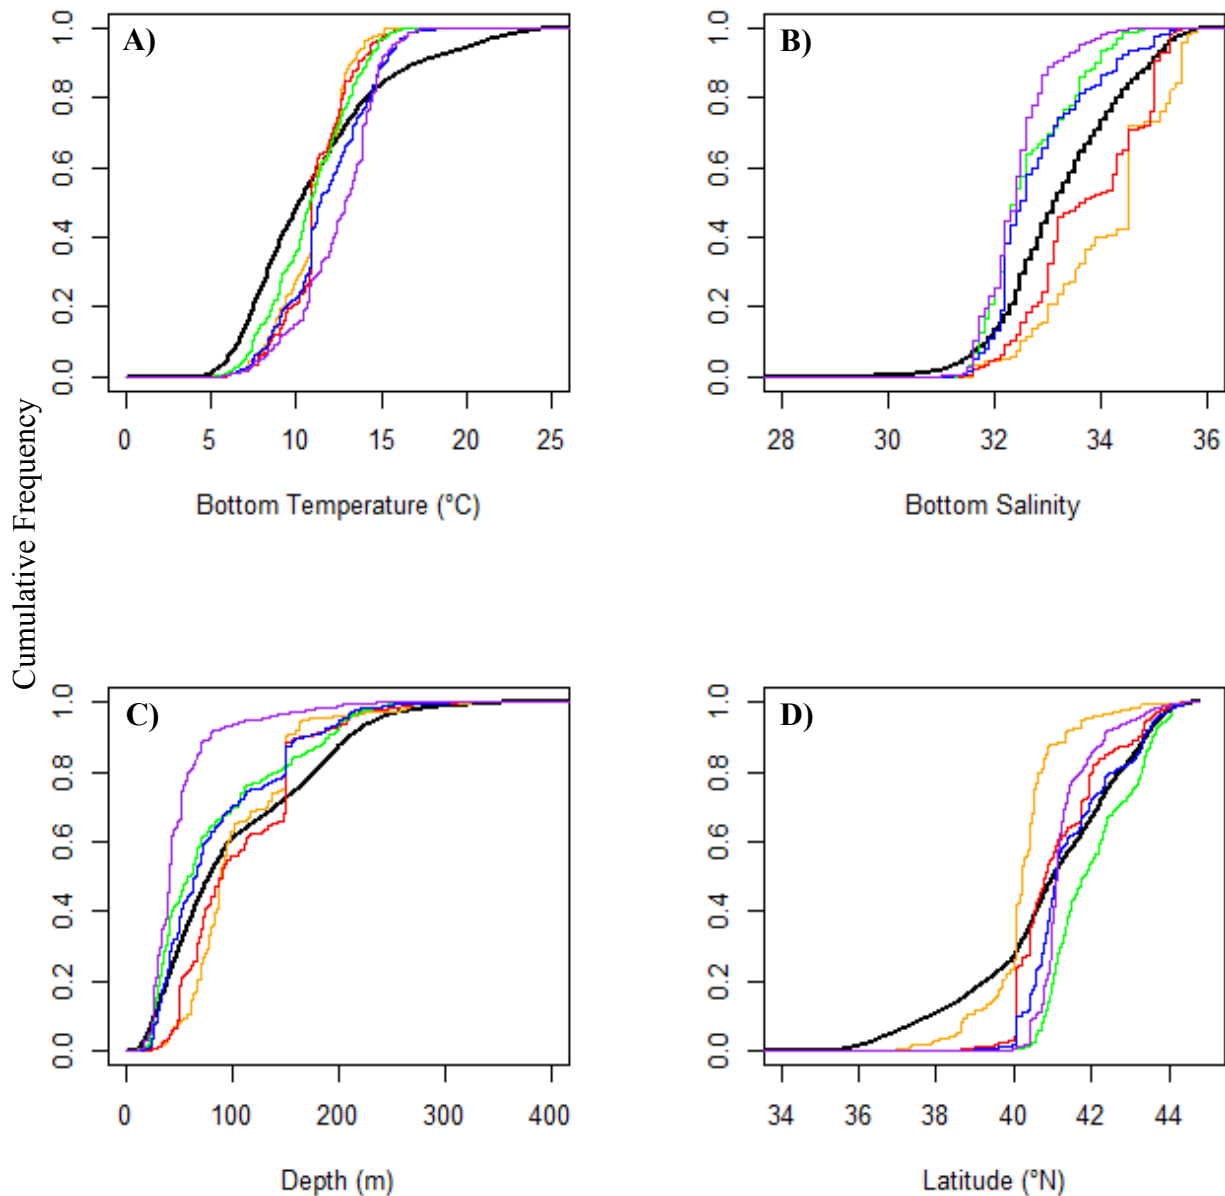 A)
1.0
0.8
0.6
0.4
0.2
0.0
0 5 10 15 20 25
Bottom Temperature (°C)
B)
1.0
0.8
0.6
0.4
0.2
0.0
28 30 32 34 36
Bottom Salinity
Cumulative Frequency
C)
1.0
0.8
0.6
0.4
0.2
0.0
0 100 200 300 400
Depth (m)
D)
1.0
0.8
0.6
0.4
0.2
0.0
34 36 38 40 42 44
Latitude (°N)